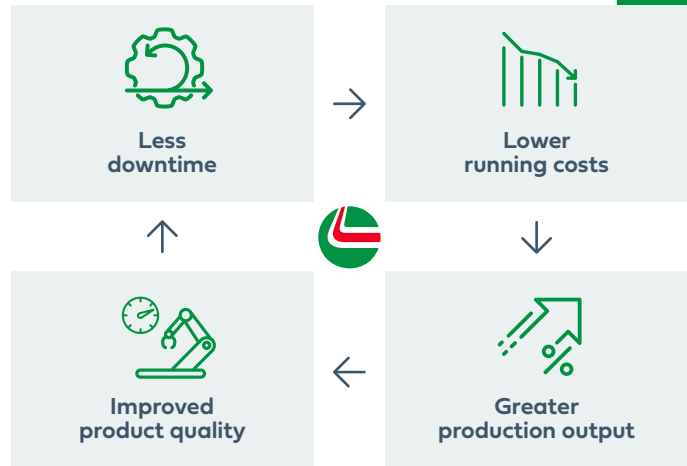 Less
downtime
Lower
running costs
Improved
product quality
Greater
production output